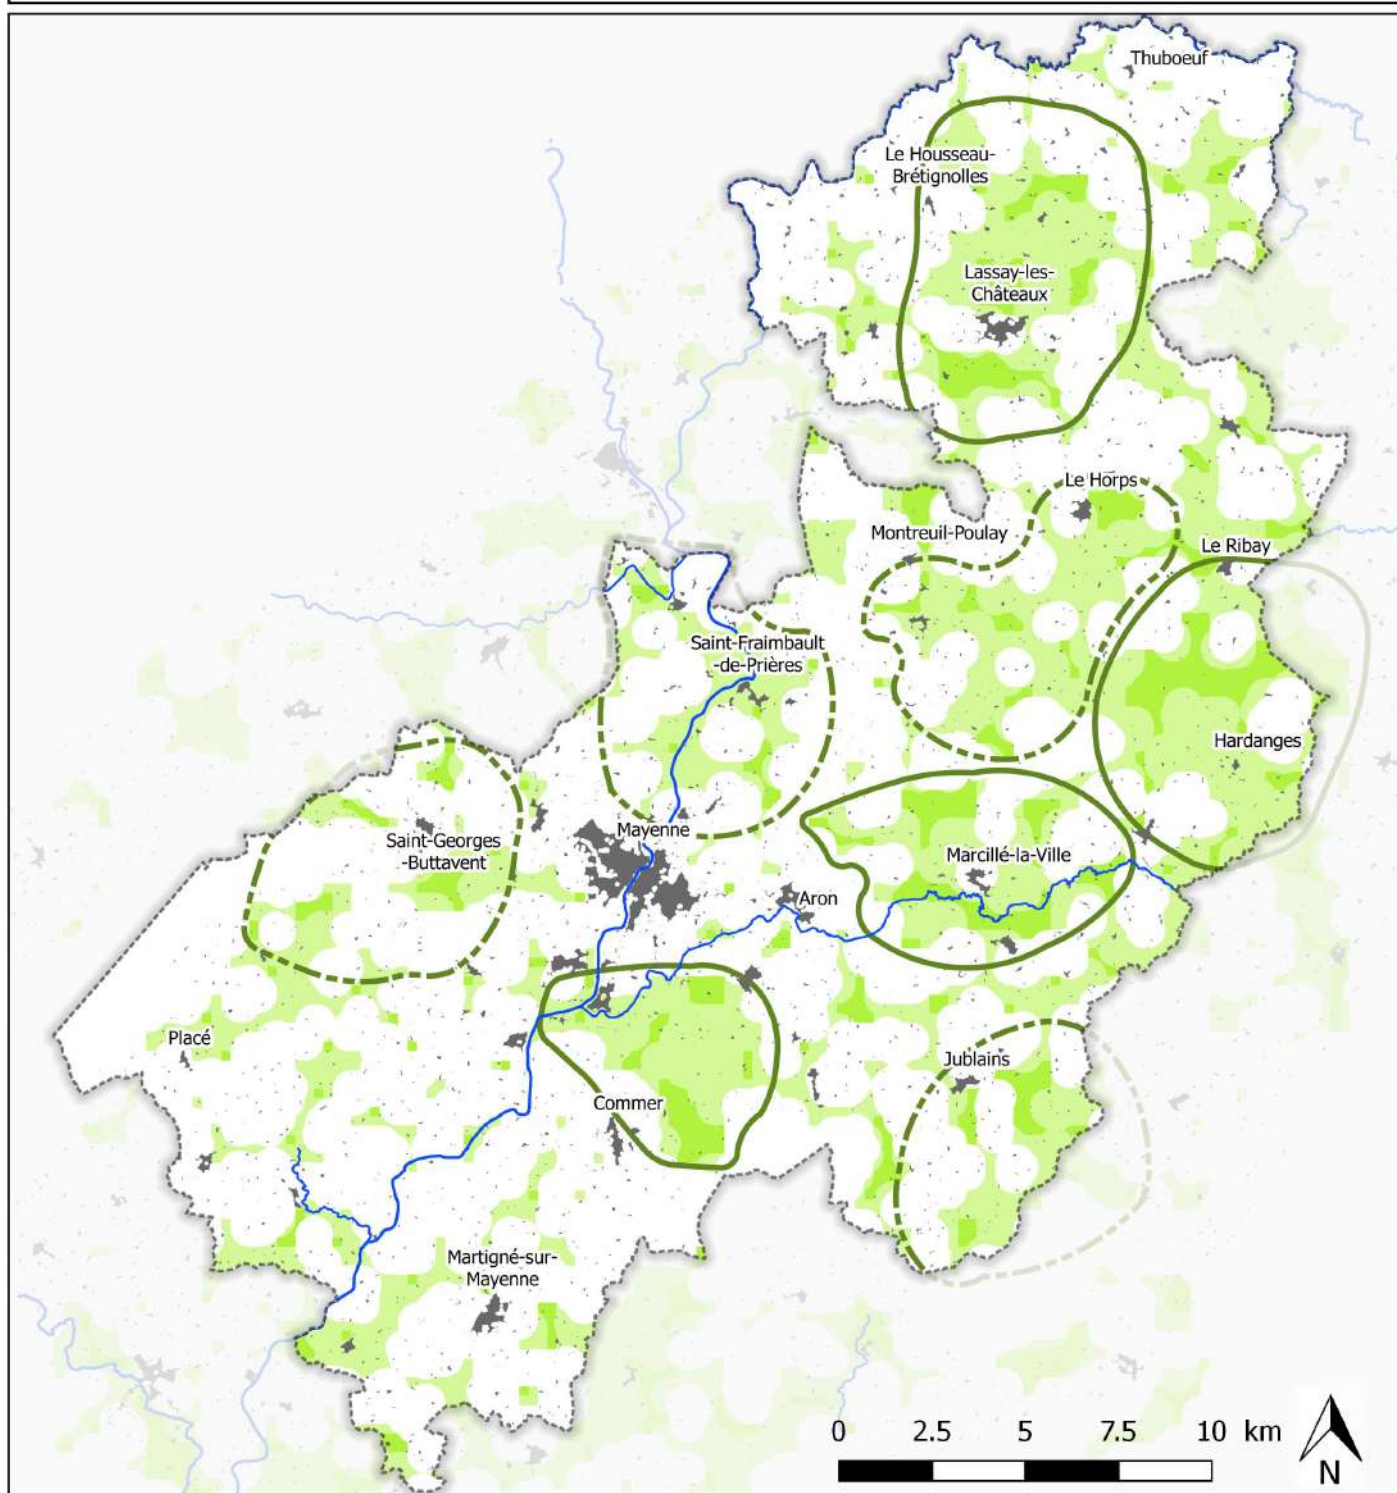 Thuboeuf
Le Housseau-
Brétignolles
Lassay-les-
Châteaux
Le Horps
Montreuil-Poulay
Le Ribay
Saint-Fraimbault
-de-Prières
Hardanges
Mayenne
Saint-Georges
-Buttavent
Marcillé-la-Ville
Aron
Placé
Jublains
Commer
Martigné-sur-
Mayenne
0 2.5 5 7.5 10 km
N